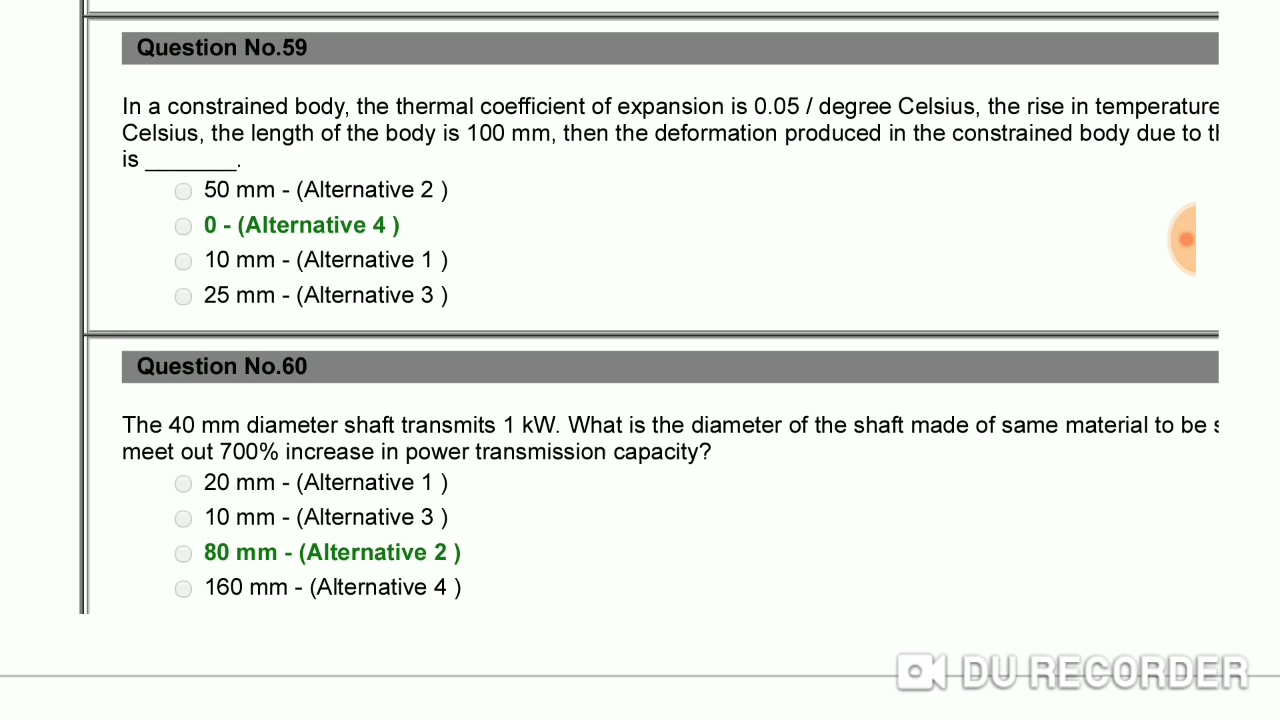 Question No.59
In a constrained body, the thermal coefficient of expansion is 0.05 / degree Celsius, the rise in temperature
Celsius, the length of the body is 100 mm, then the deformation produced in the constrained body due to
is _______.
50 mm - (Alternative 2 )
0 - (Alternative 4 )
10 mm - (Alternative 1 )
25 mm - (Alternative 3 )
Question No.60
The 40 mm diameter shaft transmits 1 kW. What is the diameter of the shaft made of same material to be
meet out 700% increase in power transmission capacity?
20 mm - (Alternative 1 )
10 mm - (Alternative 3 )
80 mm - (Alternative 2 )
160 mm - (Alternative 4 )
DU RECORDER